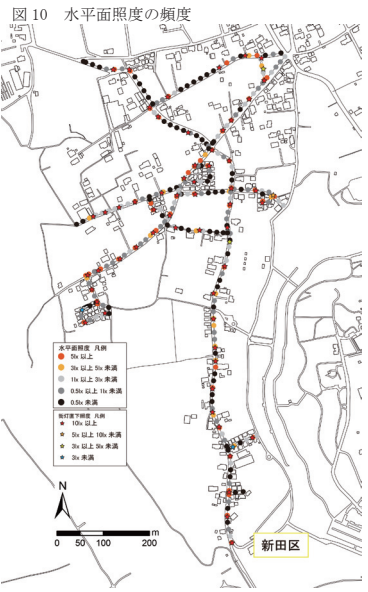 図10 水平面照度の頻度
水平面照度 凡例
5lx 以上
3lx 以上 5lx 未満
1lx 以上 3lx 未満
0.5lx 以上 1lx 未満
0.5lx 未満
街灯直下照度 凡例
10lx 以上
5lx 以上 10lx 未満
3lx 以上 5lx 未満
3lx 未満
N
m
0 50 100 200
新田区